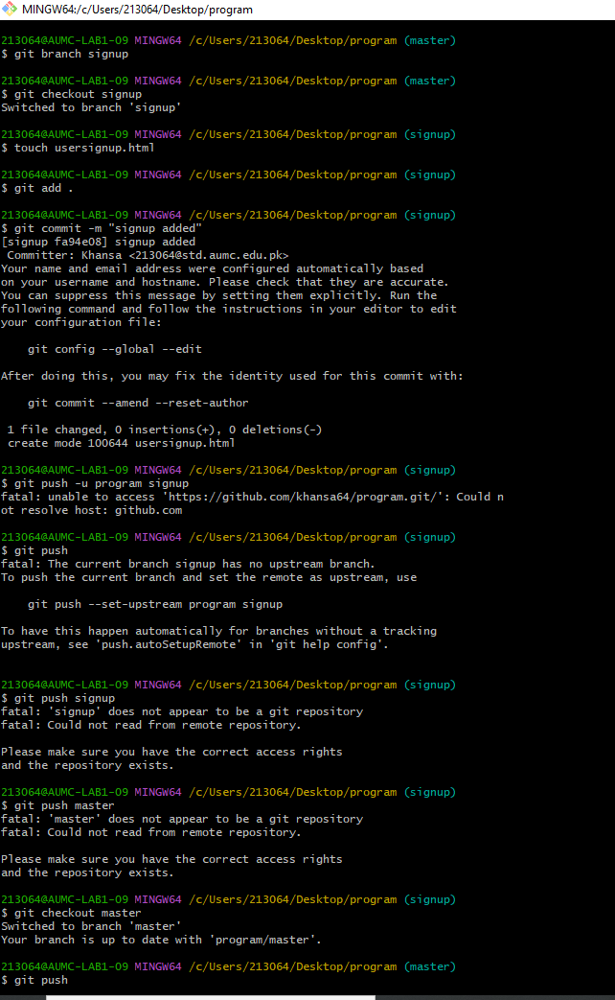 MINGW64:/c/Users/213064/Desktop/program
213064@AUMC-LAB1-09 MINGW64 /c/Users/213064/Desktop/program (master)
$ git branch signup
213064@AUMC-LAB1-09 MINGW64 /c/Users/213064/Desktop/program (master)
$ git checkout signup
Switched to branch 'signup'
213064@AUMC-LAB1-09 MINGW64 /c/Users/213064/Desktop/program (signup)
$ touch usersignup.html
213064@AUMC-LAB1-09 MINGW64 /c/Users/213064/Desktop/program (signup)
$ git add .
213064@AUMC-LAB1-09 MINGW64 /c/Users/213064/Desktop/program (signup)
$ git commit -m "signup added"
[signup fa94e08] signup added
 Committer: Khansa <213064@std.aumc.edu.pk>
Your name and email address were configured automatically based
on your username and hostname. Please check that they are accurate.
You can suppress this message by setting them explicitly. Run the
following command and follow the instructions in your editor to edit
your configuration file:
    git config --global --edit
After doing this, you may fix the identity used for this commit with:
    git commit --amend --reset-author
 1 file changed, 0 insertions(+), 0 deletions(-)
 create mode 100644 usersignup.html
213064@AUMC-LAB1-09 MINGW64 /c/Users/213064/Desktop/program (signup)
$ git push -u program signup
fatal: unable to access 'https://github.com/khansa64/program.git/': Could n
ot resolve host: github.com
213064@AUMC-LAB1-09 MINGW64 /c/Users/213064/Desktop/program (signup)
$ git push
fatal: The current branch signup has no upstream branch.
To push the current branch and set the remote as upstream, use
    git push --set-upstream program signup
To have this happen automatically for branches without a tracking
upstream, see 'push.autoSetupRemote' in 'git help config'.
213064@AUMC-LAB1-09 MINGW64 /c/Users/213064/Desktop/program (signup)
$ git push signup
fatal: 'signup' does not appear to be a git repository
fatal: Could not read from remote repository.
Please make sure you have the correct access rights
and the repository exists.
213064@AUMC-LAB1-09 MINGW64 /c/Users/213064/Desktop/program (signup)
$ git push master
fatal: 'master' does not appear to be a git repository
fatal: Could not read from remote repository.
Please make sure you have the correct access rights
and the repository exists.
213064@AUMC-LAB1-09 MINGW64 /c/Users/213064/Desktop/program (signup)
$ git checkout master
Switched to branch 'master'
Your branch is up to date with 'program/master'.
213064@AUMC-LAB1-09 MINGW64 /c/Users/213064/Desktop/program (master)
$ git push